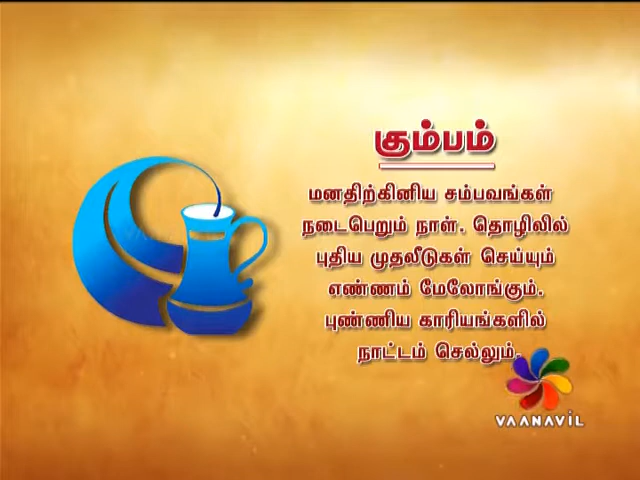 கும்பம்
மனதிற்கினிய சம்பவங்கள்
நடைபெறும் நாள். தொழிலில்
புதிய முதலீடுகள் செய்யும்
எண்ணம் மேலோங்கும்.
புண்ணிய காரியங்களில்
நாட்டம் செல்லும்.
VAANAVIL